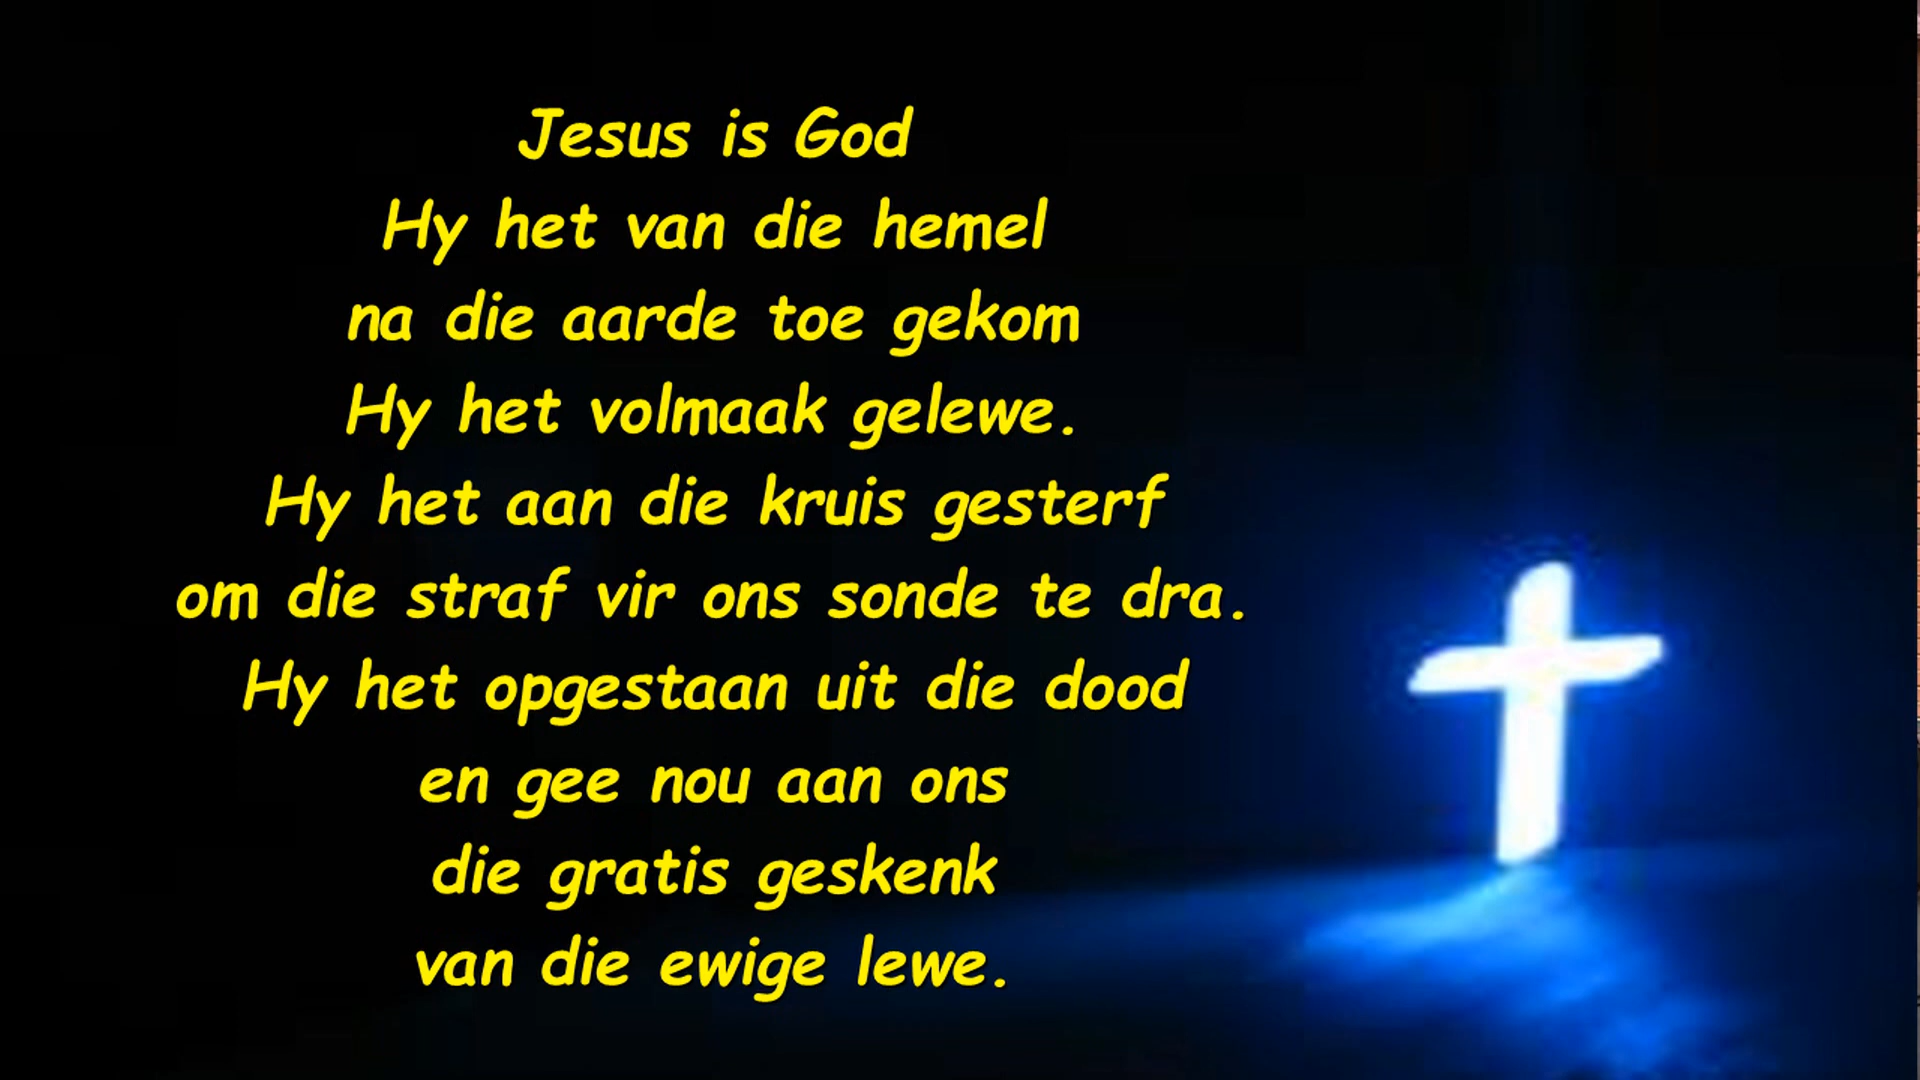 Jesus is God
Hy het van die hemel
na die aarde toe gekom
Hy het volmaak gelewe.
Hy het aan die kruis gesterf
om die straf vir ons sonde te dra.
Hy het opgestaan uit die dood
en gee nou aan ons
die gratis geskenk
van die ewige lewe.